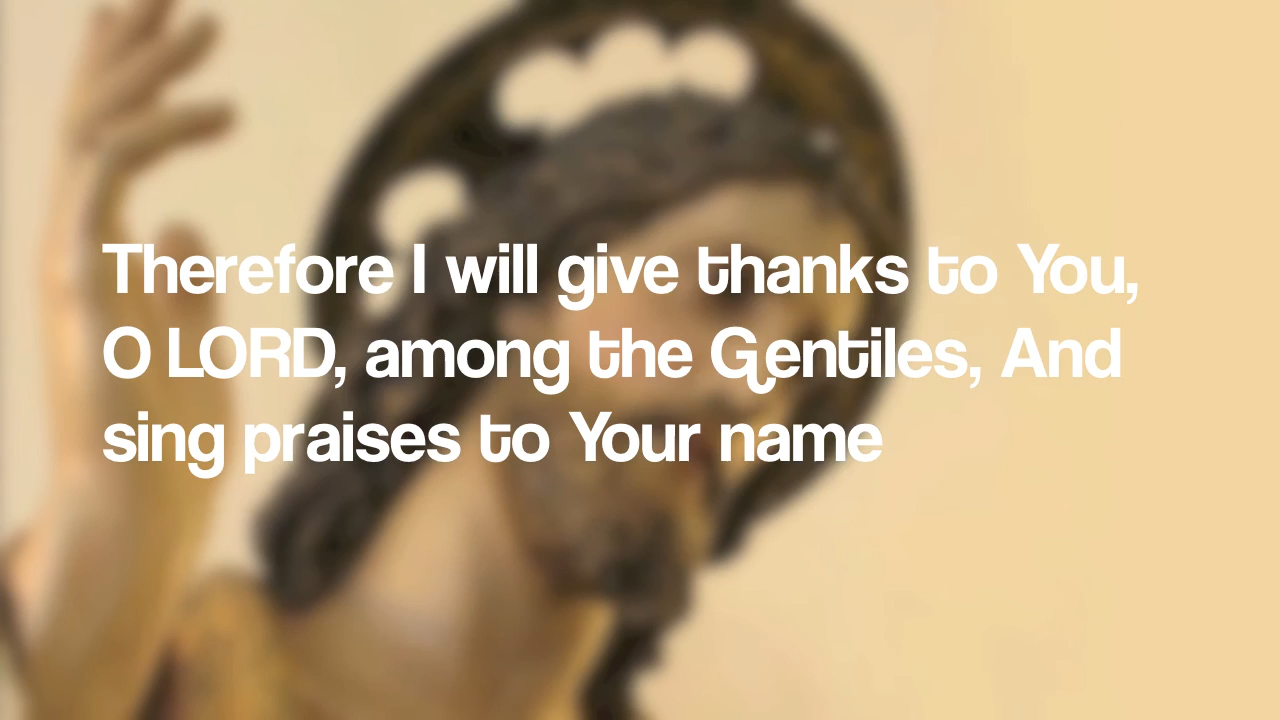 Therefore I will give thanks to You,
O LORD, among the Gentiles, And
sing praises to Your name